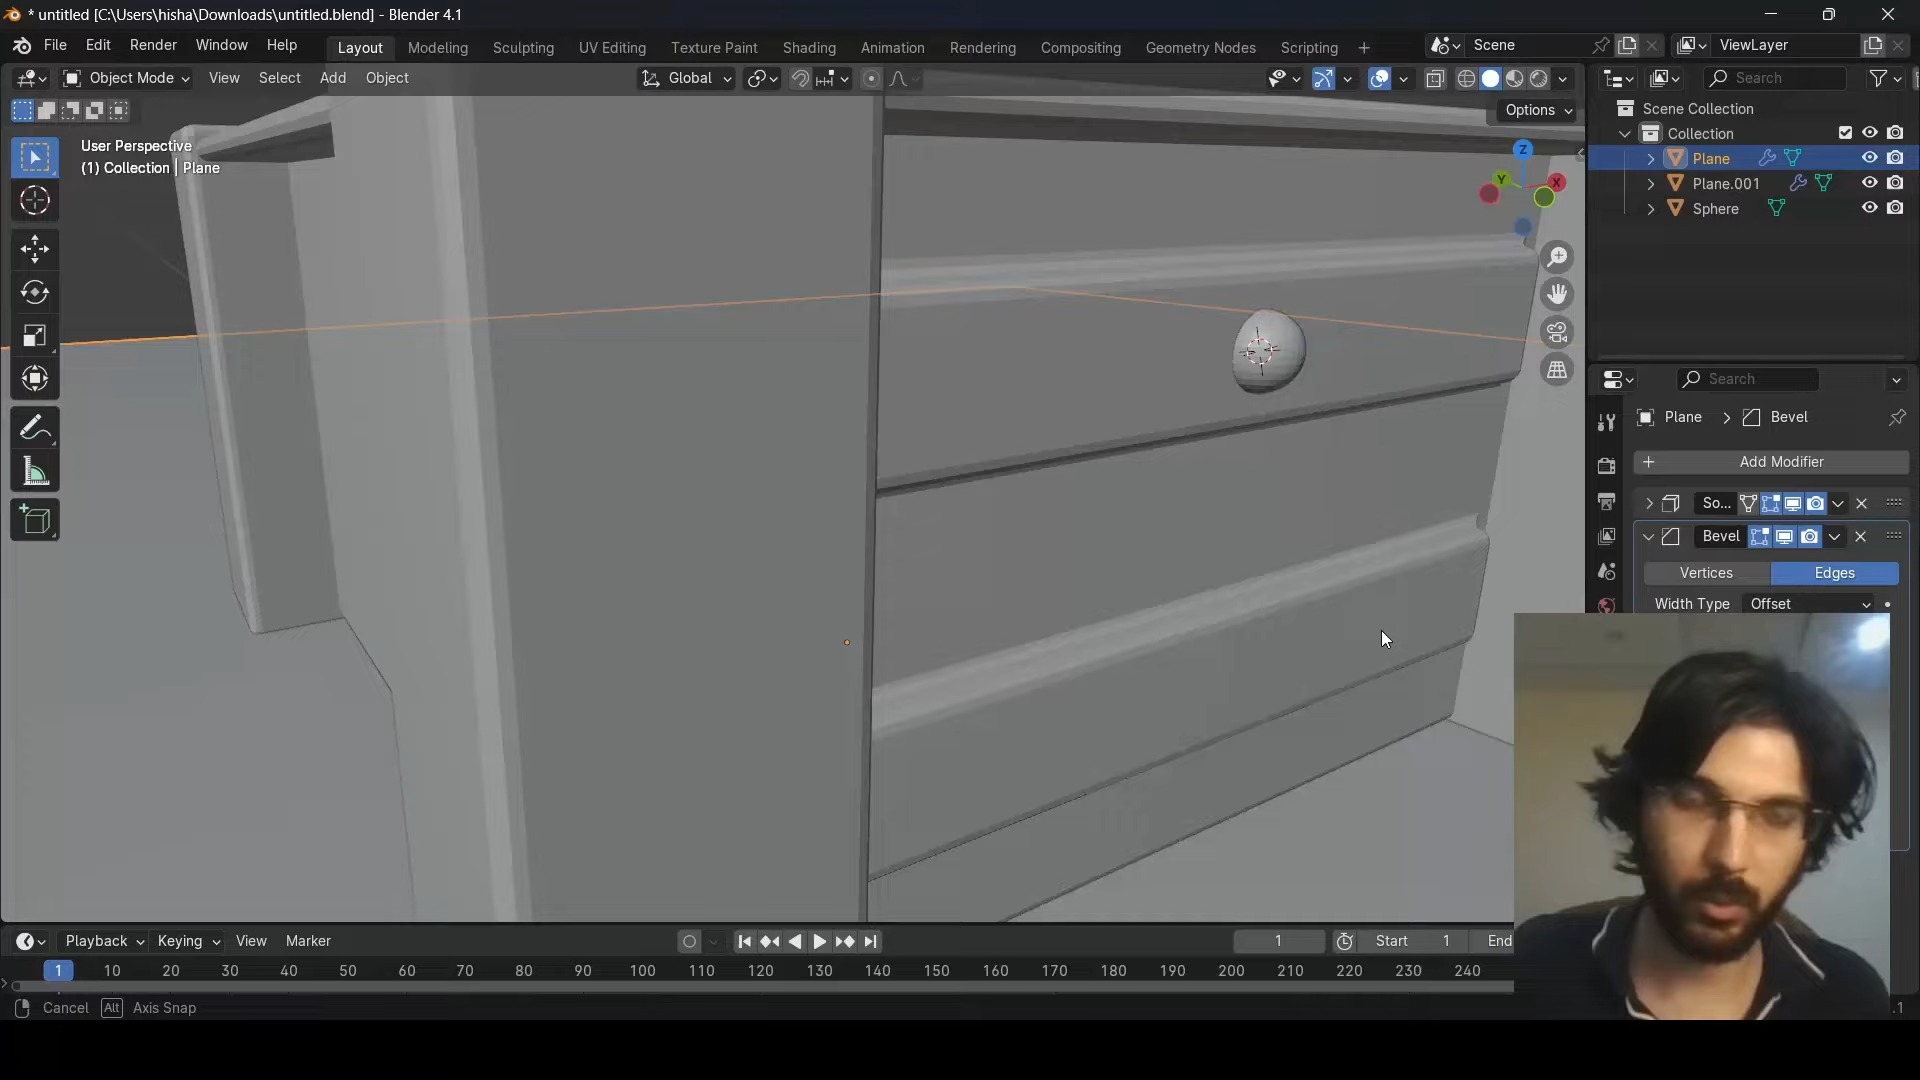 * untitled [C:\Users\hisha\Downloads\untitled.blend] - Blender 4.1
File Edit Render Window Help Layout Modeling Sculpting UV Editing Texture Paint Shading Animation Rendering Compositing Geometry Nodes Scripting + Scene ViewLayer
Object Mode View Select Add Object Global Search
Options
Scene Collection
Collection
User Perspective
(1) Collection | Plane
Plane
Plane.001
Sphere
Z
Y
X
Search
Plane > Bevel
+ Add Modifier
So...
Bevel
Vertices Edges
Width Type Offset
Playback Keying View Marker 1 Start 1 End
1 10 20 30 40 50 60 70 80 90 100 110 120 130 140 150 160 170 180 190 200 210 220 230 240
Cancel Alt Axis Snap .1